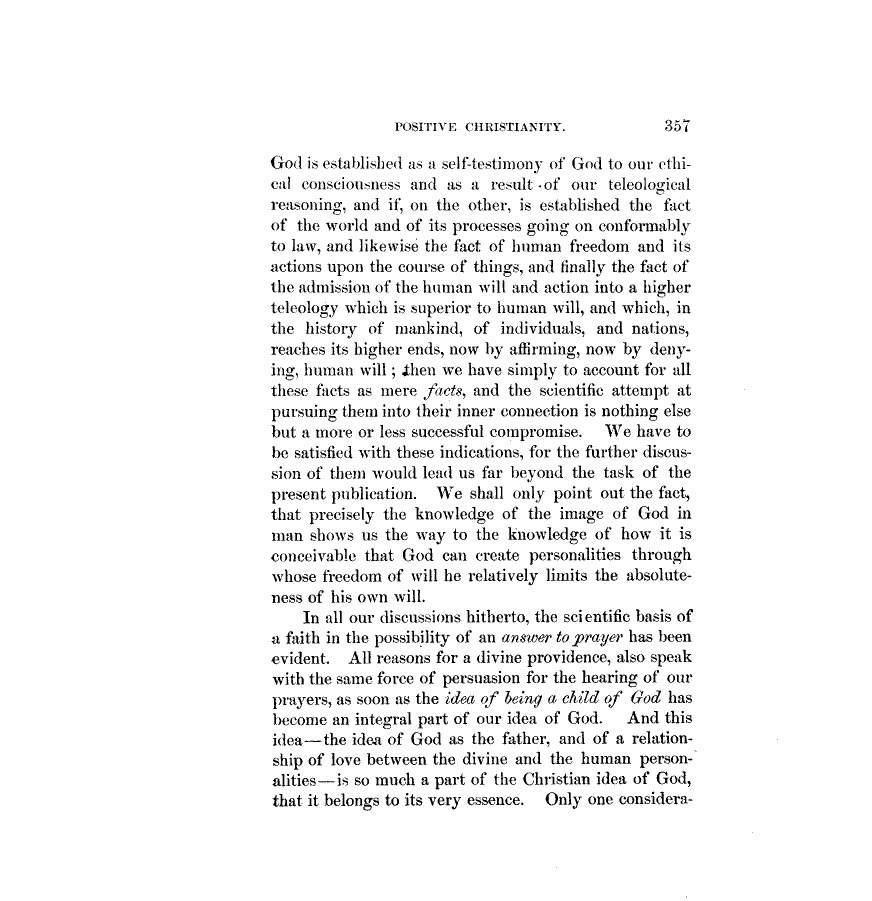 POSITIVE CHRISTIANITY. 357
God is established as a self-testimony of God to our ethi-
cal consciousness and as a result of our teleological
reasoning, and if, on the other, is established the fact
of the world and of its processes going on conformably
to law, and likewise the fact of human freedom and its
actions upon the course of things, and finally the fact of
the admission of the human will and action into a higher
teleology which is superior to human will, and which, in
the history of mankind, of individuals, and nations,
reaches its higher ends, now by affirming, now by deny-
ing, human will; then we have simply to account for all
these facts as mere facts, and the scientific attempt at
pursuing them into their inner connection is nothing else
but a more or less successful compromise. We have to
be satisfied with these indications, for the further discus-
sion of them would lead us far beyond the task of the
present publication. We shall only point out the fact,
that precisely the knowledge of the image of God in
man shows us the way to the knowledge of how it is
conceivable that God can create personalities through
whose freedom of will he relatively limits the absolute-
ness of his own will.
In all our discussions hitherto, the scientific basis of
a faith in the possibility of an answer to prayer has been
evident. All reasons for a divine providence, also speak
with the same force of persuasion for the hearing of our
prayers, as soon as the idea of being a child of God has
become an integral part of our idea of God. And this
idea—the idea of God as the father, and of a relation-
ship of love between the divine and the human person-
alities—is so much a part of the Christian idea of God,
that it belongs to its very essence. Only one considera-